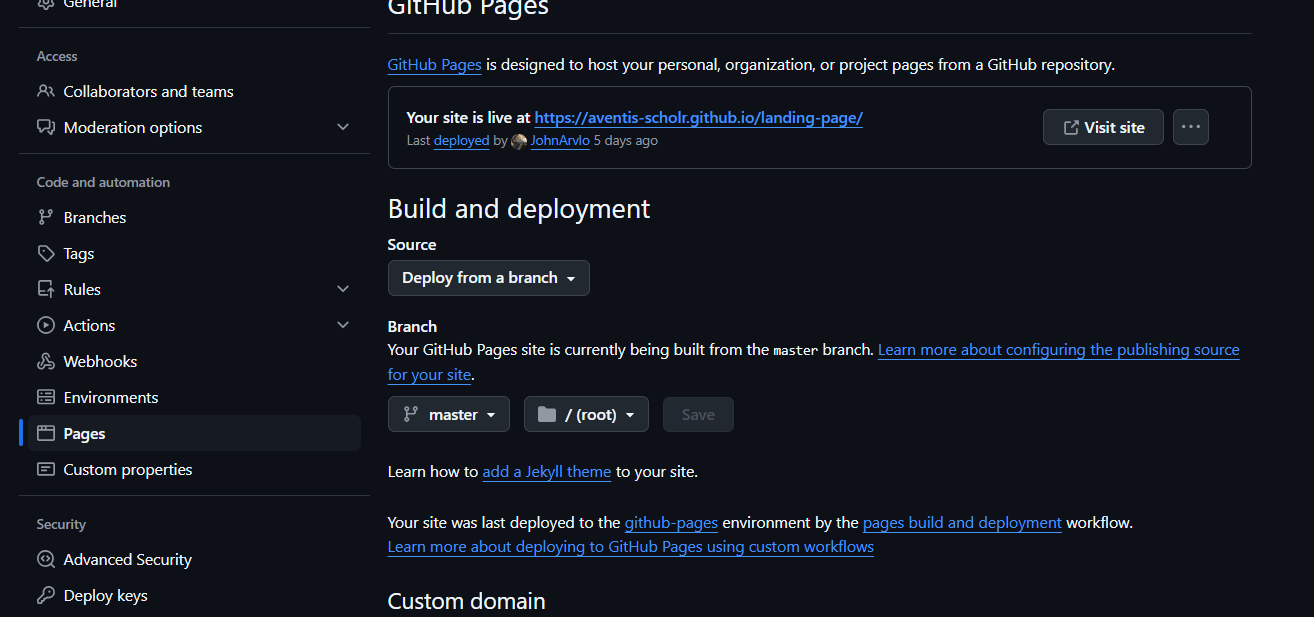 General
Access
Collaborators and teams
Moderation options
Code and automation
Branches
Tags
Rules
Actions
Webhooks
Environments
Pages
Custom properties
Security
Advanced Security
Deploy keys
GitHub Pages
GitHub Pages is designed to host your personal, organization, or project pages from a GitHub repository.
Your site is live at https://aventis-scholr.github.io/landing-page/
Last deployed by JohnArvlo 5 days ago
Visit site
Build and deployment
Source
Deploy from a branch
Branch
Your GitHub Pages site is currently being built from the master branch. Learn more about configuring the publishing source
for your site.
master
/ (root)
Save
Learn how to add a Jekyll theme to your site.
Your site was last deployed to the github-pages environment by the pages build and deployment workflow.
Learn more about deploying to GitHub Pages using custom workflows
Custom domain